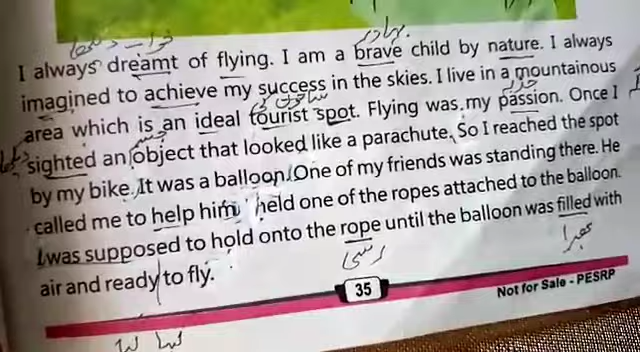 خواب دیکھا
بہادر
I always dreamt of flying. I am a brave child by nature. I always
imagined to achieve my success in the skies. I live in a mountainous
area which is an ideal tourist spot. Flying was my passion. Once I
sighted an object that looked like a parachute. So I reached the spot
by my bike. It was a balloon. One of my friends was standing there. He
called me to help him, held one of the ropes attached to the balloon.
I was supposed to hold onto the rope until the balloon was filled with
air and ready to fly.
رسی
بھرا
35
Not for Sale - PESRP